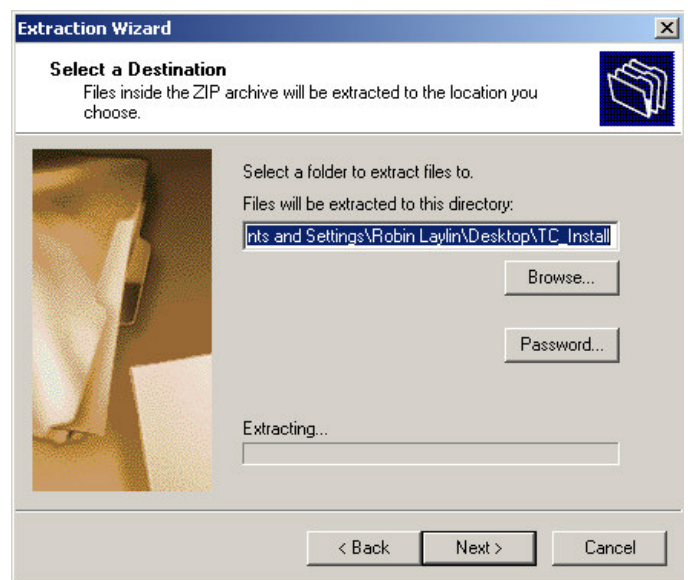 Extraction Wizard
Select a Destination
Files inside the ZIP archive will be extracted to the location you
choose.
Select a folder to extract files to.
Files will be extracted to this directory:
nts and Settings\Robin Laylin\Desktop\TC_Install
Browse...
Password...
Extracting...
< Back
Next >
Cancel